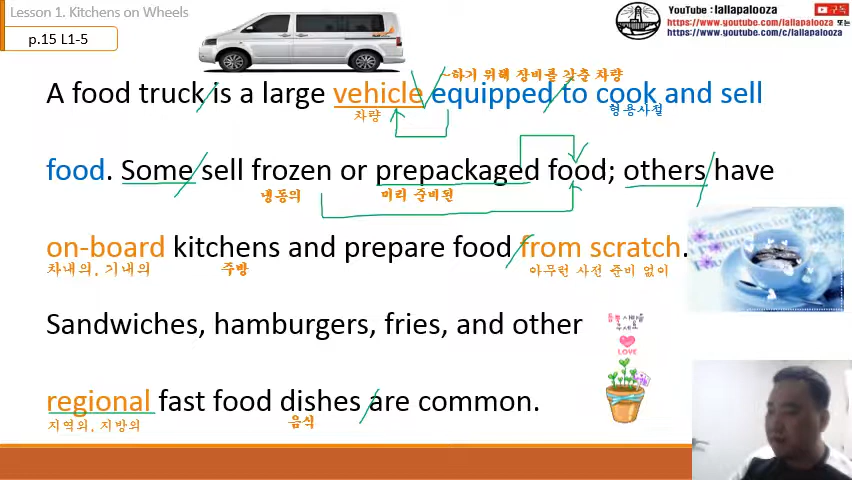 Lesson 1. Kitchens on Wheels
p.15 L1-5
YouTube : lallapalooza
구독
https://www.youtube.com/lallapalooza 또는
https://www.youtube.com/c/lallapalooza
~하기 위해 장비를 갖춘 차량
A food truck is a large vehicle equipped to cook and sell
차량
형용사절
food. Some sell frozen or prepackaged food; others have
냉동의
미리 준비된
on-board kitchens and prepare food from scratch.
차내의, 기내의
주방
아무런 사전 준비 없이
Sandwiches, hamburgers, fries, and other
LOVE
regional fast food dishes are common.
지역의, 지방의
음식